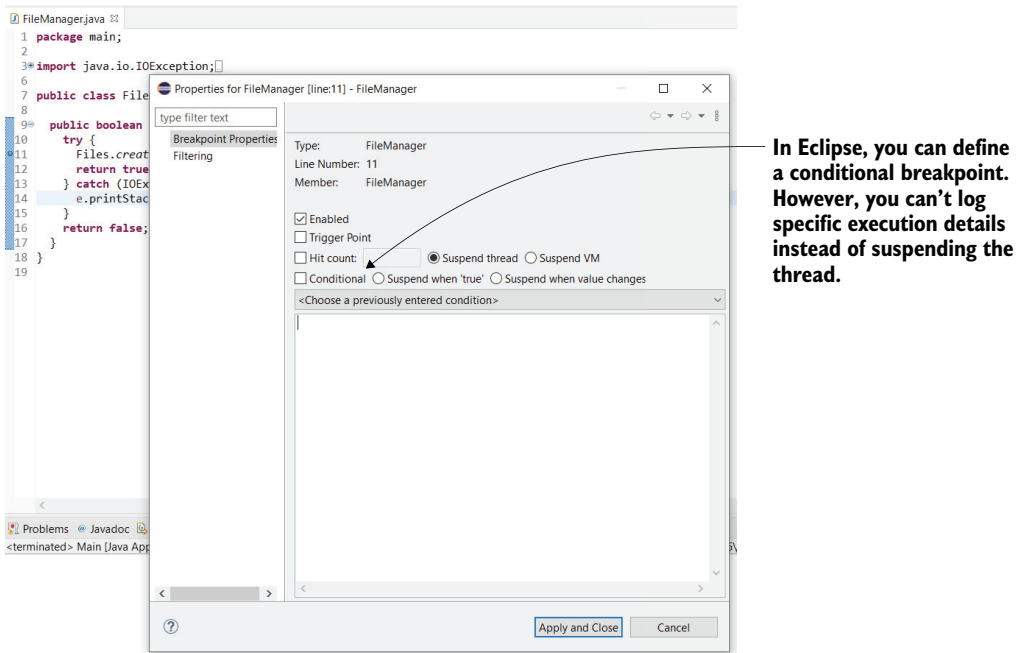 FileManager.java
1 package main;
2
3 import java.io.IOException;
6
7 public class File
8
9 public boolean
10 try {
11 Files.creat
12 return true
13 } catch (IOEx
14 e.printStac
15 }
16 return false;
17 }
18 }
19
Problems @ Javadoc
<terminated> Main [Java App
Properties for FileManager [line:11] - FileManager
type filter text
Breakpoint Properties
Filtering
Type: FileManager
Line Number: 11
Member: FileManager
Enabled
Trigger Point
Hit count: Suspend thread Suspend VM
Conditional Suspend when 'true' Suspend when value changes
<Choose a previously entered condition>
? Apply and Close Cancel
In Eclipse, you can define
a conditional breakpoint.
However, you can’t log
specific execution details
instead of suspending the
thread.